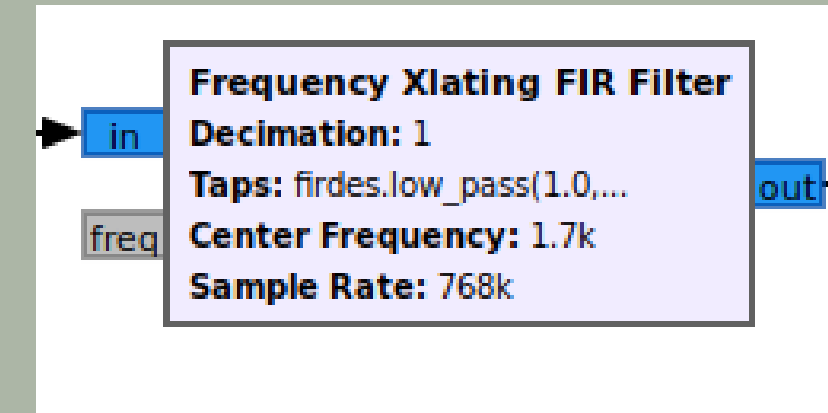 Frequency Xlating FIR Filter
in
Decimation: 1
Taps: firdes.low_pass(1.0,...
out
freq
Center Frequency: 1.7k
Sample Rate: 768k